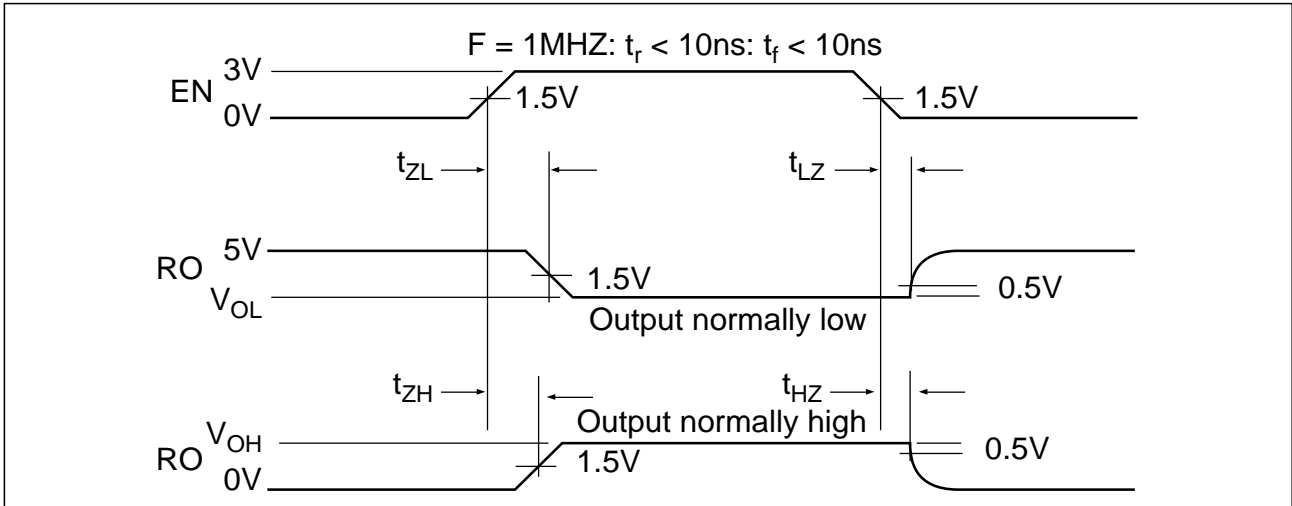 F = 1MHZ: tr < 10ns: tf < 10ns
3V
EN
0V
1.5V
1.5V
tZL
tLZ
5V
RO
VOL
1.5V
0.5V
Output normally low
tZH
tHZ
Output normally high
VOH
RO
0V
1.5V
0.5V